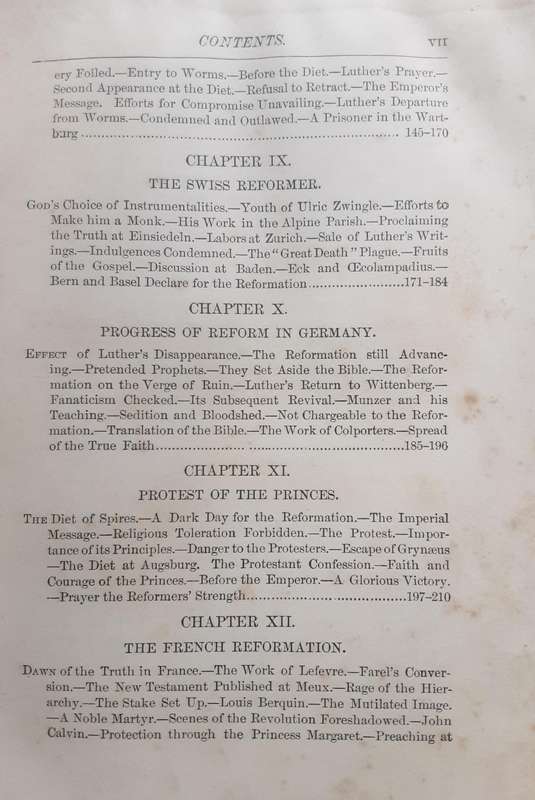 CONTENTS. VII
ery Foiled.—Entry to Worms.—Before the Diet.—Luther's Prayer.—
Second Appearance at the Diet.—Refusal to Retract.—The Emperor's
Message. Efforts for Compromise Unavailing.—Luther's Departure
from Worms.—Condemned and Outlawed.—A Prisoner in the Wart-
burg ........ 145-170
CHAPTER IX.
THE SWISS REFORMER.
GOD'S Choice of Instrumentalities.—Youth of Ulric Zwingle.—Efforts to
Make him a Monk.—His Work in the Alpine Parish.—Proclaiming
the Truth at Einsiedeln.—Labors at Zurich.—Sale of Luther's Writ-
ings.—Indulgences Condemned.—The "Great Death" Plague.—Fruits
of the Gospel.—Discussion at Baden.—Eck and Œcolampadius.—
Bern and Basel Declare for the Reformation ........ 171-184
CHAPTER X.
PROGRESS OF REFORM IN GERMANY.
EFFECT of Luther's Disappearance.—The Reformation still Advanc-
ing.—Pretended Prophets.—They Set Aside the Bible.—The Refor-
mation on the Verge of Ruin.—Luther's Return to Wittenberg.—
Fanaticism Checked.—Its Subsequent Revival.—Munzer and his
Teaching.—Sedition and Bloodshed.—Not Chargeable to the Refor-
mation.—Translation of the Bible.—The Work of Colporters.—Spread
of the True Faith ........ 185-196
CHAPTER XI.
PROTEST OF THE PRINCES.
THE Diet of Spires.—A Dark Day for the Reformation.—The Imperial
Message.—Religious Toleration Forbidden.—The Protest.—Impor-
tance of its Principles.—Danger to the Protesters.—Escape of Grynæus
—The Diet at Augsburg. The Protestant Confession.—Faith and
Courage of the Princes.—Before the Emperor.—A Glorious Victory.
—Prayer the Reformers' Strength ........ 197-210
CHAPTER XII.
THE FRENCH REFORMATION.
DAWN of the Truth in France.—The Work of Lefevre.—Farel's Conver-
sion.—The New Testament Published at Meux.—Rage of the Hier-
archy.—The Stake Set Up.—Louis Berquin.—The Mutilated Image.
—A Noble Martyr.—Scenes of the Revolution Foreshadowed.—John
Calvin.—Protection through the Princess Margaret.—Preaching at